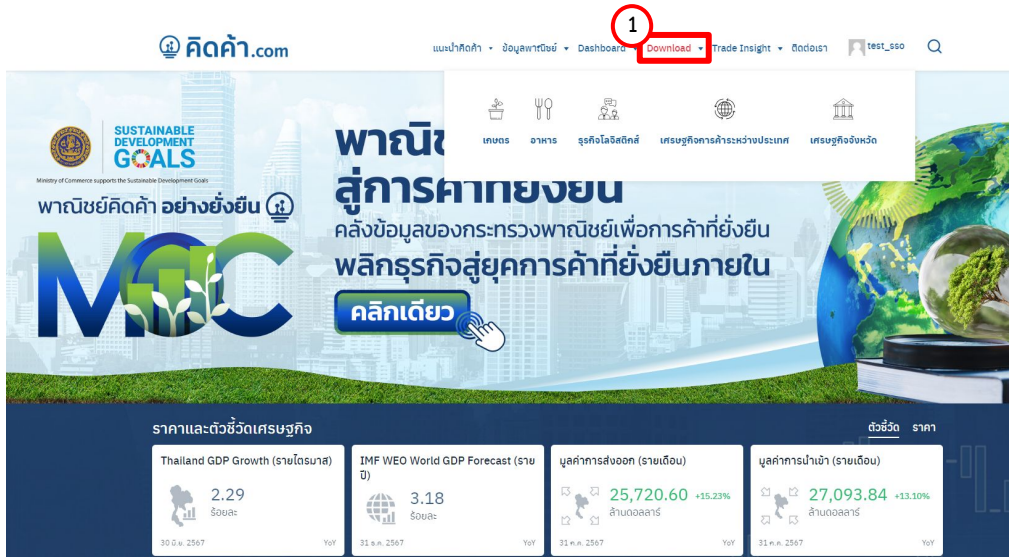 คิดค้า.com
แนะนำคิดค้า ข้อมูลพาณิชย์ Dashboard Download Trade Insight ติดต่อเรา test_sso
1
เกษตร อาหาร ธุรกิจโลจิสติกส์ เศรษฐกิจการค้าระหว่างประเทศ เศรษฐกิจจังหวัด
SUSTAINABLE
DEVELOPMENT
GOALS
Ministry of Commerce supports the Sustainable Development Goals
พาณิชย์คิดค้า อย่างยั่งยืน
MOC
พาณิช
สู่การค้าที่ยั่งยืน
คลังข้อมูลของกระทรวงพาณิชย์เพื่อการค้าที่ยั่งยืน
พลิกธุรกิจสู่ยุคการค้าที่ยั่งยืนภายใน
คลิกเดียว
ราคาและตัวชี้วัดเศรษฐกิจ
ตัวชี้วัด ราคา
Thailand GDP Growth (รายไตรมาส)
2.29
ร้อยละ
30 มิ.ย. 2567 YoY
IMF WEO World GDP Forecast (ราย
ปี)
3.18
ร้อยละ
31 ธ.ค. 2567 YoY
มูลค่าการส่งออก (รายเดือน)
25,720.60 +15.23%
ล้านดอลลาร์
31 ก.ค. 2567 YoY
มูลค่าการนำเข้า (รายเดือน)
27,093.84 +13.10%
ล้านดอลลาร์
31 ก.ค. 2567 YoY